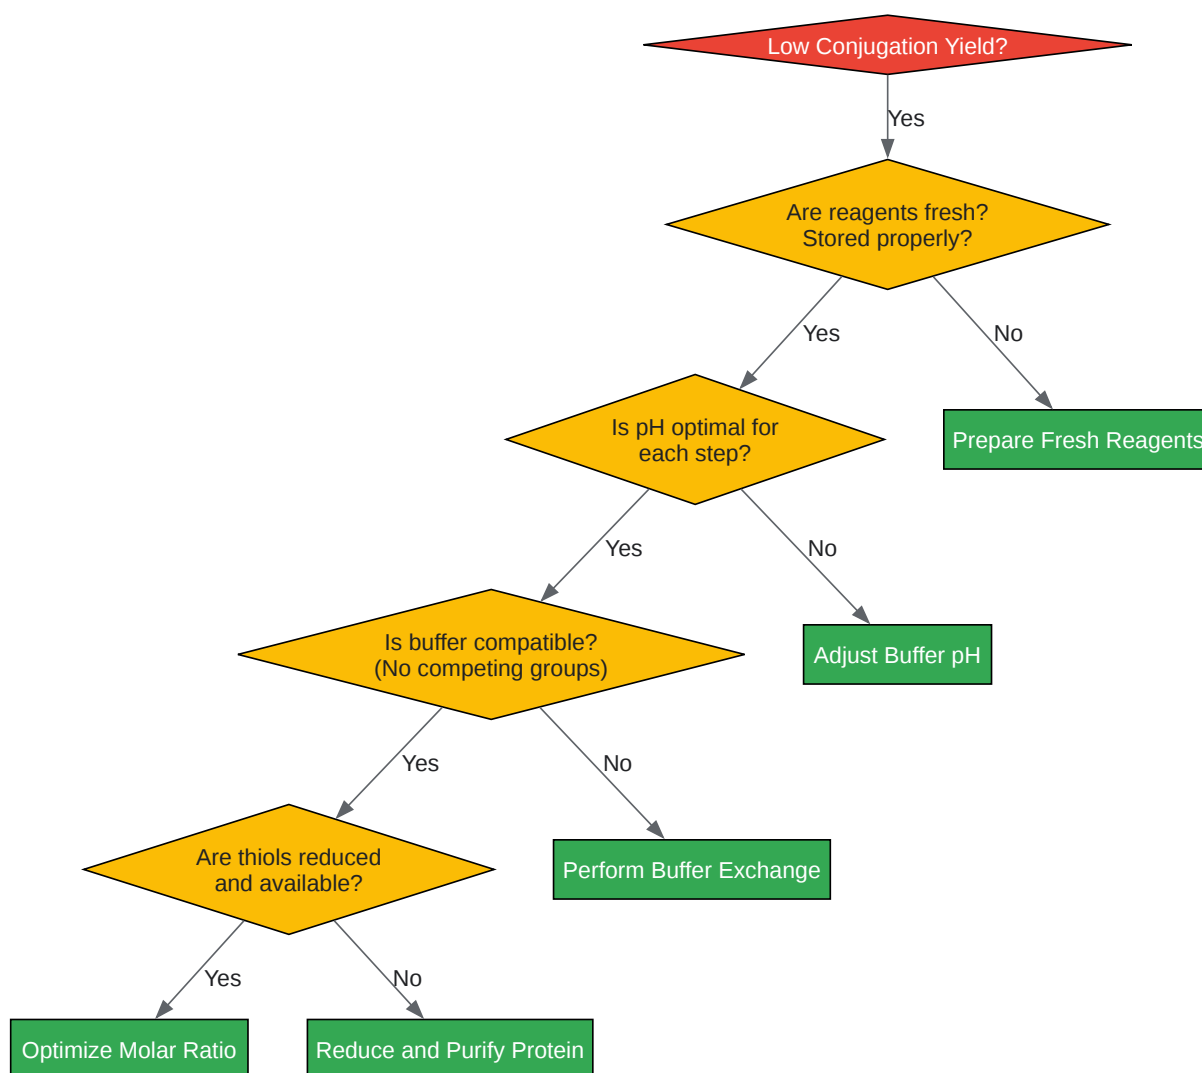 Low Conjugation Yield?
Yes
Are reagents fresh?
Stored properly?
Yes
No
Is pH optimal for
each step?
Prepare Fresh Reagents
Yes
No
Is buffer compatible?
(No competing groups)
Adjust Buffer pH
Yes
No
Are thiols reduced
and available?
Perform Buffer Exchange
Yes
No
Optimize Molar Ratio
Reduce and Purify Protein